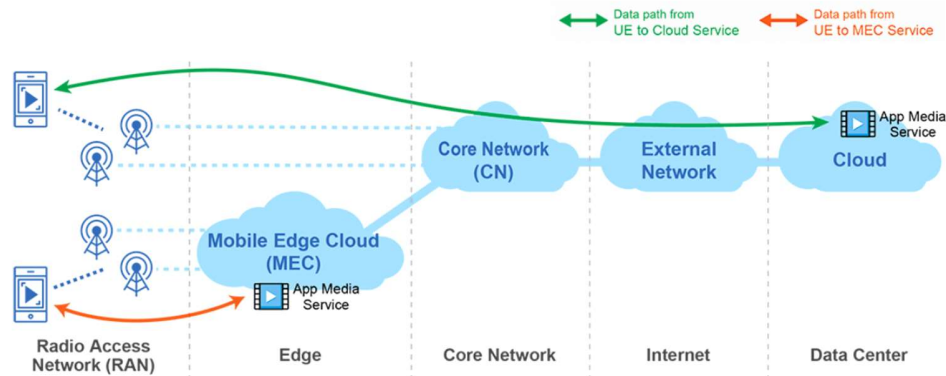 Data path from
UE to Cloud Service
Data path from
UE to MEC Service
App Media
Service
Core Network
(CN)
External
Network
Cloud
Mobile Edge Cloud
(MEC)
App Media
Service
Radio Access
Network (RAN)
Edge
Core Network
Internet
Data Center